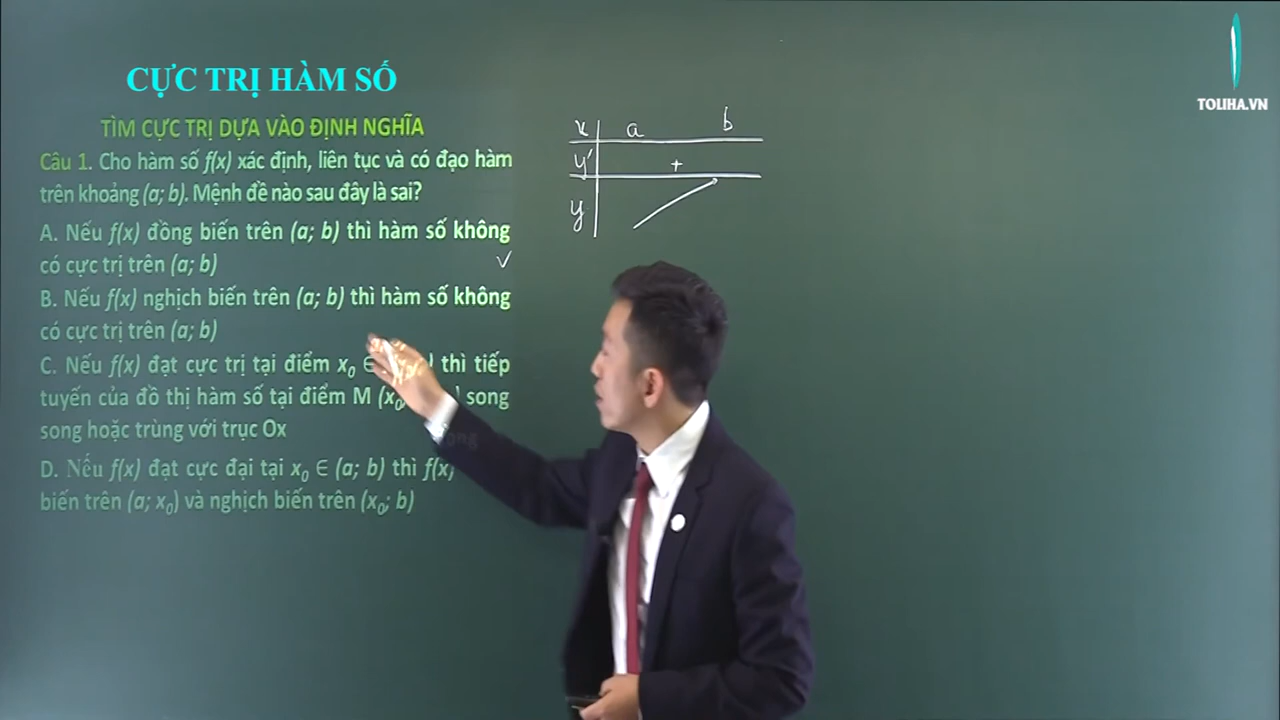 CỰC TRỊ HÀM SỐ
TOLIHA.VN
TÌM CỰC TRỊ DỰA VÀO ĐỊNH NGHĨA
Câu 1. Cho hàm số f(x) xác định, liên tục và có đạo hàm
trên khoảng (a; b). Mệnh đề nào sau đây là sai?
A. Nếu f(x) đồng biến trên (a; b) thì hàm số không
có cực trị trên (a; b)
B. Nếu f(x) nghịch biến trên (a; b) thì hàm số không
có cực trị trên (a; b)
C. Nếu f(x) đạt cực trị tại điểm x₀ ∈ thì tiếp
tuyến của đồ thị hàm số tại điểm M (x₀ song
song hoặc trùng với trục Ox
D. Nếu f(x) đạt cực đại tại x₀ ∈ (a; b) thì f(x)
biến trên (a; x₀) và nghịch biến trên (x₀; b)
x a b
y' +
y